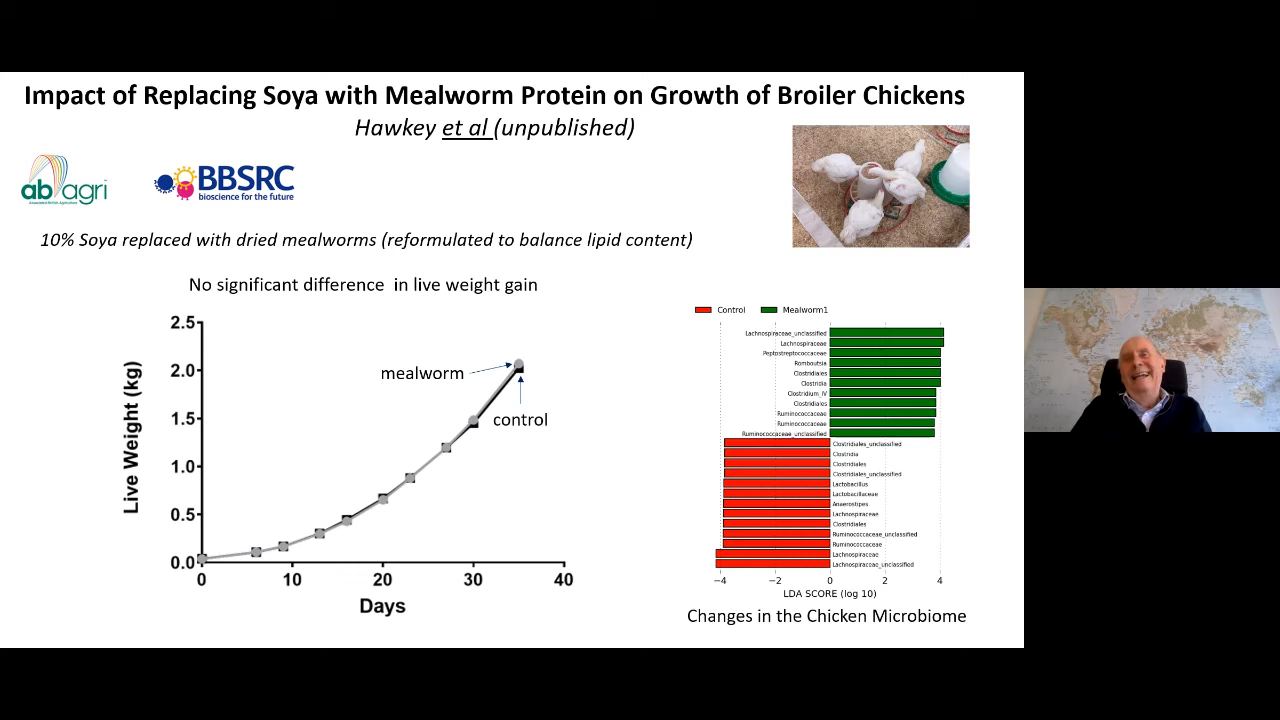 Impact of Replacing Soya with Mealworm Protein on Growth of Broiler Chickens
Hawkey et al (unpublished)
ab agri
BBSRC
bioscience for the future
10% Soya replaced with dried mealworms (reformulated to balance lipid content)
No significant difference in live weight gain
2.5
2.0
1.5
1.0
0.5
0.0
Live Weight (kg)
mealworm
control
0 10 20 30 40
Days
Control Mealworm1
Lachnospiraceae_unclassified
Lachnospiraceae
Peptostreptococcaceae
Romboutsia
Clostridiales
Clostridia
Clostridium_IV
Clostridiales
Ruminococcaceae
Ruminococcaceae
Ruminococcaceae_unclassified
Clostridiales_unclassified
Clostridia
Clostridiales
Clostridiales_unclassified
Lactobacillus
Lactobacillaceae
Anaerostipes
Lachnospiraceae
Clostridiales
Ruminococcaceae_unclassified
Ruminococcaceae
Lachnospiraceae
Lachnospiraceae_unclassified
−4 −2 0 2 4
LDA SCORE (log 10)
Changes in the Chicken Microbiome